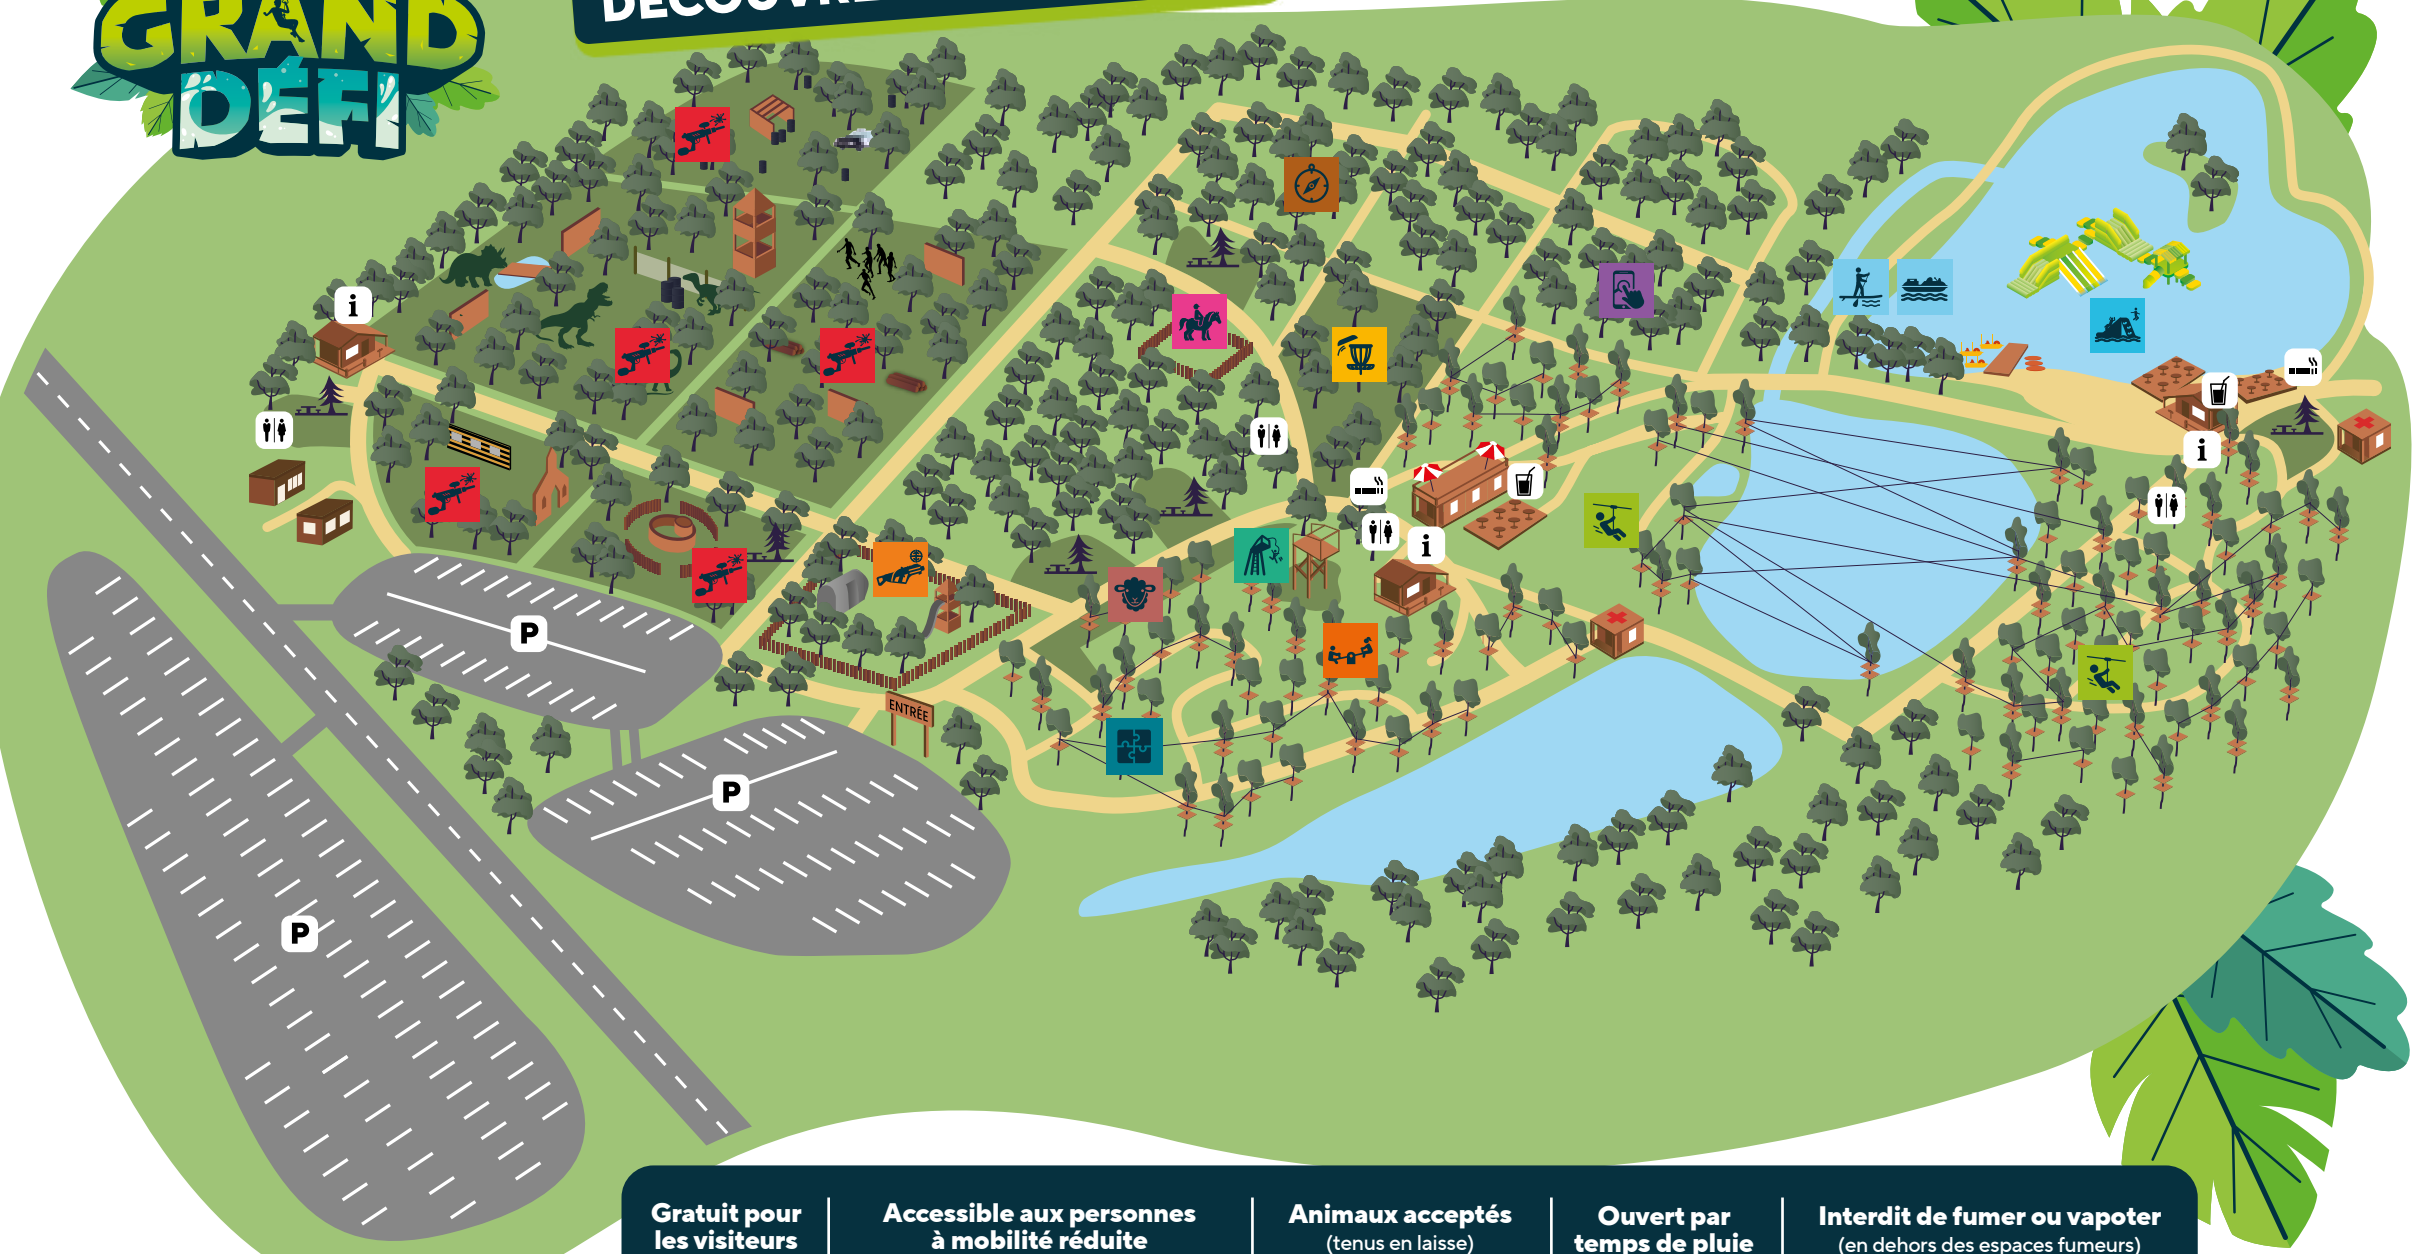 GRAND
DÉFI
i
i
i
P
ENTRÉE
P
P
Gratuit pour
les visiteurs
Accessible aux personnes
à mobilité réduite
Animaux acceptés
(tenus en laisse)
Ouvert par
temps de pluie
Interdit de fumer ou vapoter
(en dehors des espaces fumeurs)